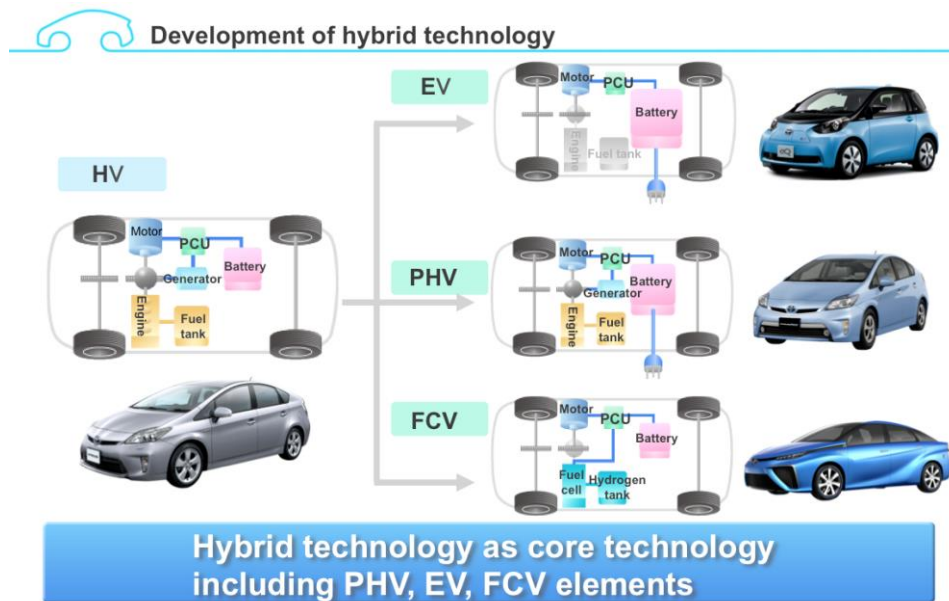 Development of hybrid technology
HV
Motor
PCU
Generator
Battery
Engine
Fuel
tank
EV
Motor
PCU
Battery
Engine
Fuel tank
PHV
Motor
PCU
Battery
Generator
Engine
Fuel
tank
FCV
Motor
PCU
Battery
Fuel
cell
Hydrogen
tank
Hybrid technology as core technology
including PHV, EV, FCV elements